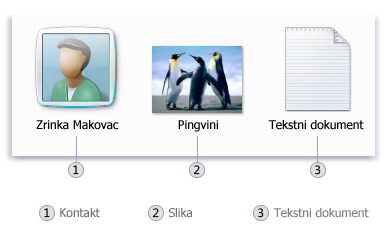 Zrinka Makovac Pingvini Tekstni dokument
1 2 3
1 Kontakt 2 Slika 3 Tekstni dokument